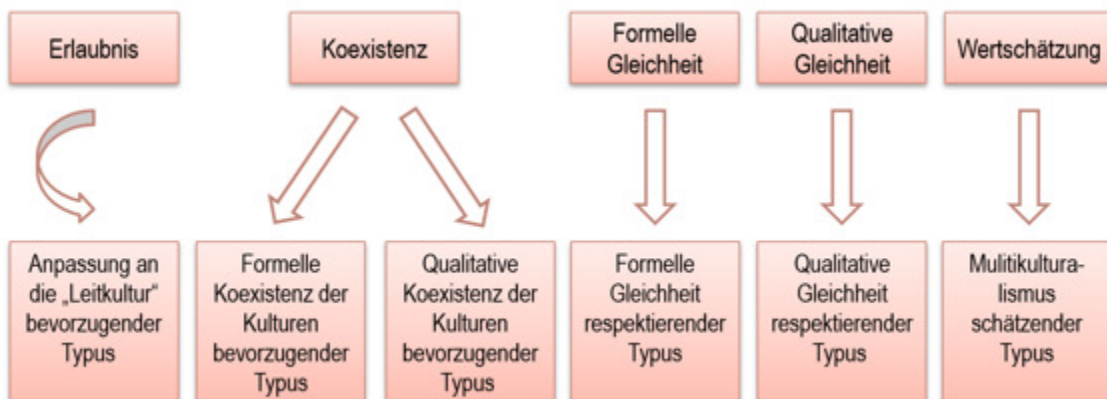 Erlaubnis
Koexistenz
Formelle
Gleichheit
Qualitative
Gleichheit
Wertschätzung
Anpassung an
die „Leitkultur“
bevorzugender
Typus
Formelle
Koexistenz der
Kulturen
bevorzugender
Typus
Qualitative
Koexistenz der
Kulturen
bevorzugender
Typus
Formelle
Gleichheit
respektierender
Typus
Qualitative
Gleichheit
respektierender
Typus
Mulitikultura-
lismus
schätzender
Typus